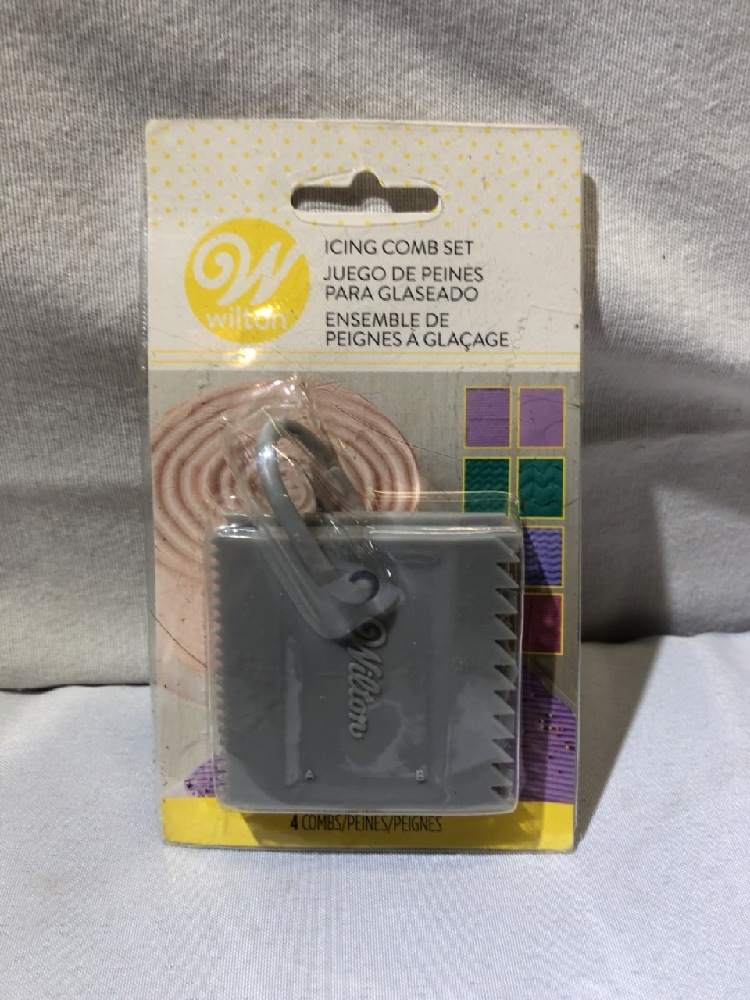 W
wilton
ICING COMB SET
JUEGO DE PEINES
PARA GLASEADO
ENSEMBLE DE
PEIGNES À GLAÇAGE
Wilton
A
B
4 COMBS/PEINES/PEIGNES